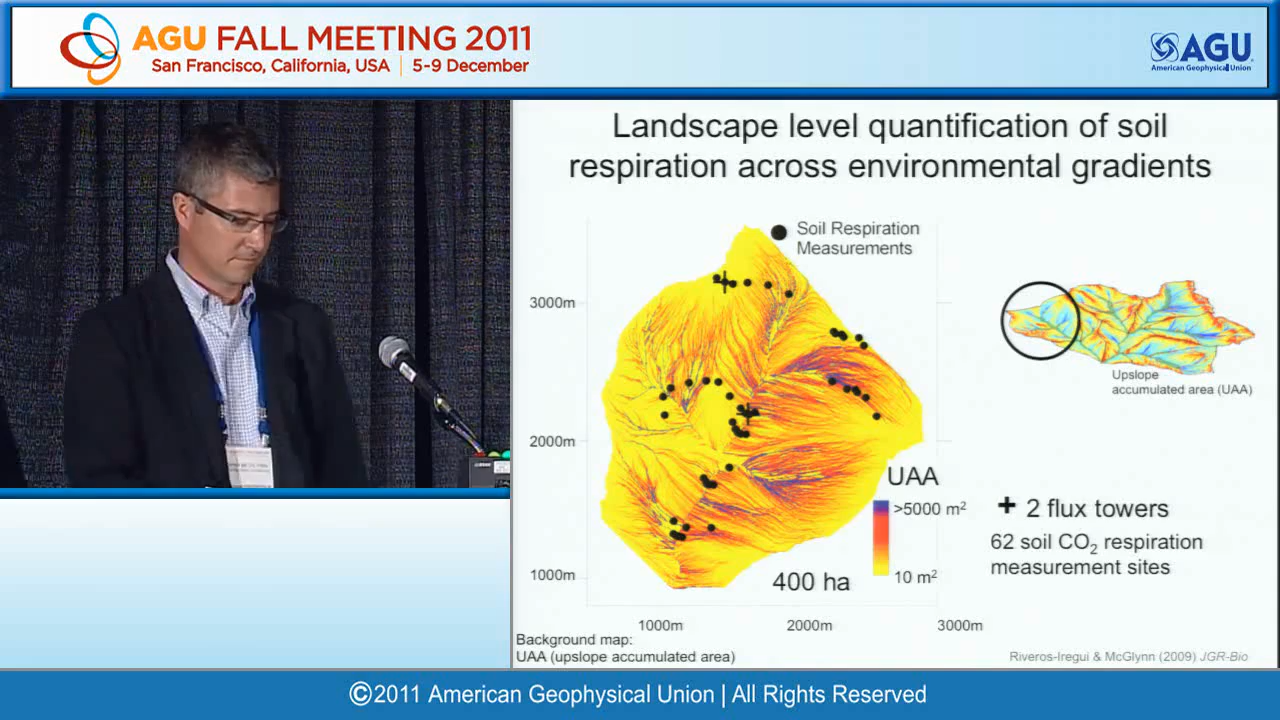 AGU FALL MEETING 2011
San Francisco, California, USA | 5-9 December
AGU
American Geophysical Union
Landscape level quantification of soil
respiration across environmental gradients
Soil Respiration
Measurements
3000m
2000m
1000m
1000m
2000m
3000m
400 ha
UAA
>5000 m²
10 m²
Upslope
accumulated area (UAA)
+ 2 flux towers
62 soil CO₂ respiration
measurement sites
Background map:
UAA (upslope accumulated area)
Riveros-Iregui & McGlynn (2009) JGR-Bio
©2011 American Geophysical Union | All Rights Reserved